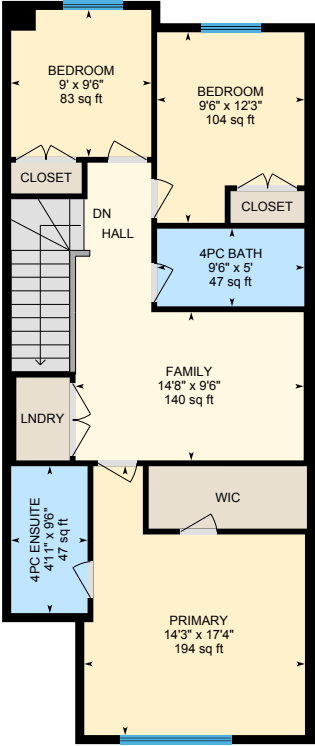 BEDROOM
9' x 9'6"
83 sq ft
BEDROOM
9'6" x 12'3"
104 sq ft
CLOSET
CLOSET
DN
HALL
4PC BATH
9'6" x 5'
47 sq ft
FAMILY
14'8" x 9'6"
140 sq ft
LNDRY
WIC
4PC ENSUITE
4'11" x 9'6"
47 sq ft
PRIMARY
14'3" x 17'4"
194 sq ft